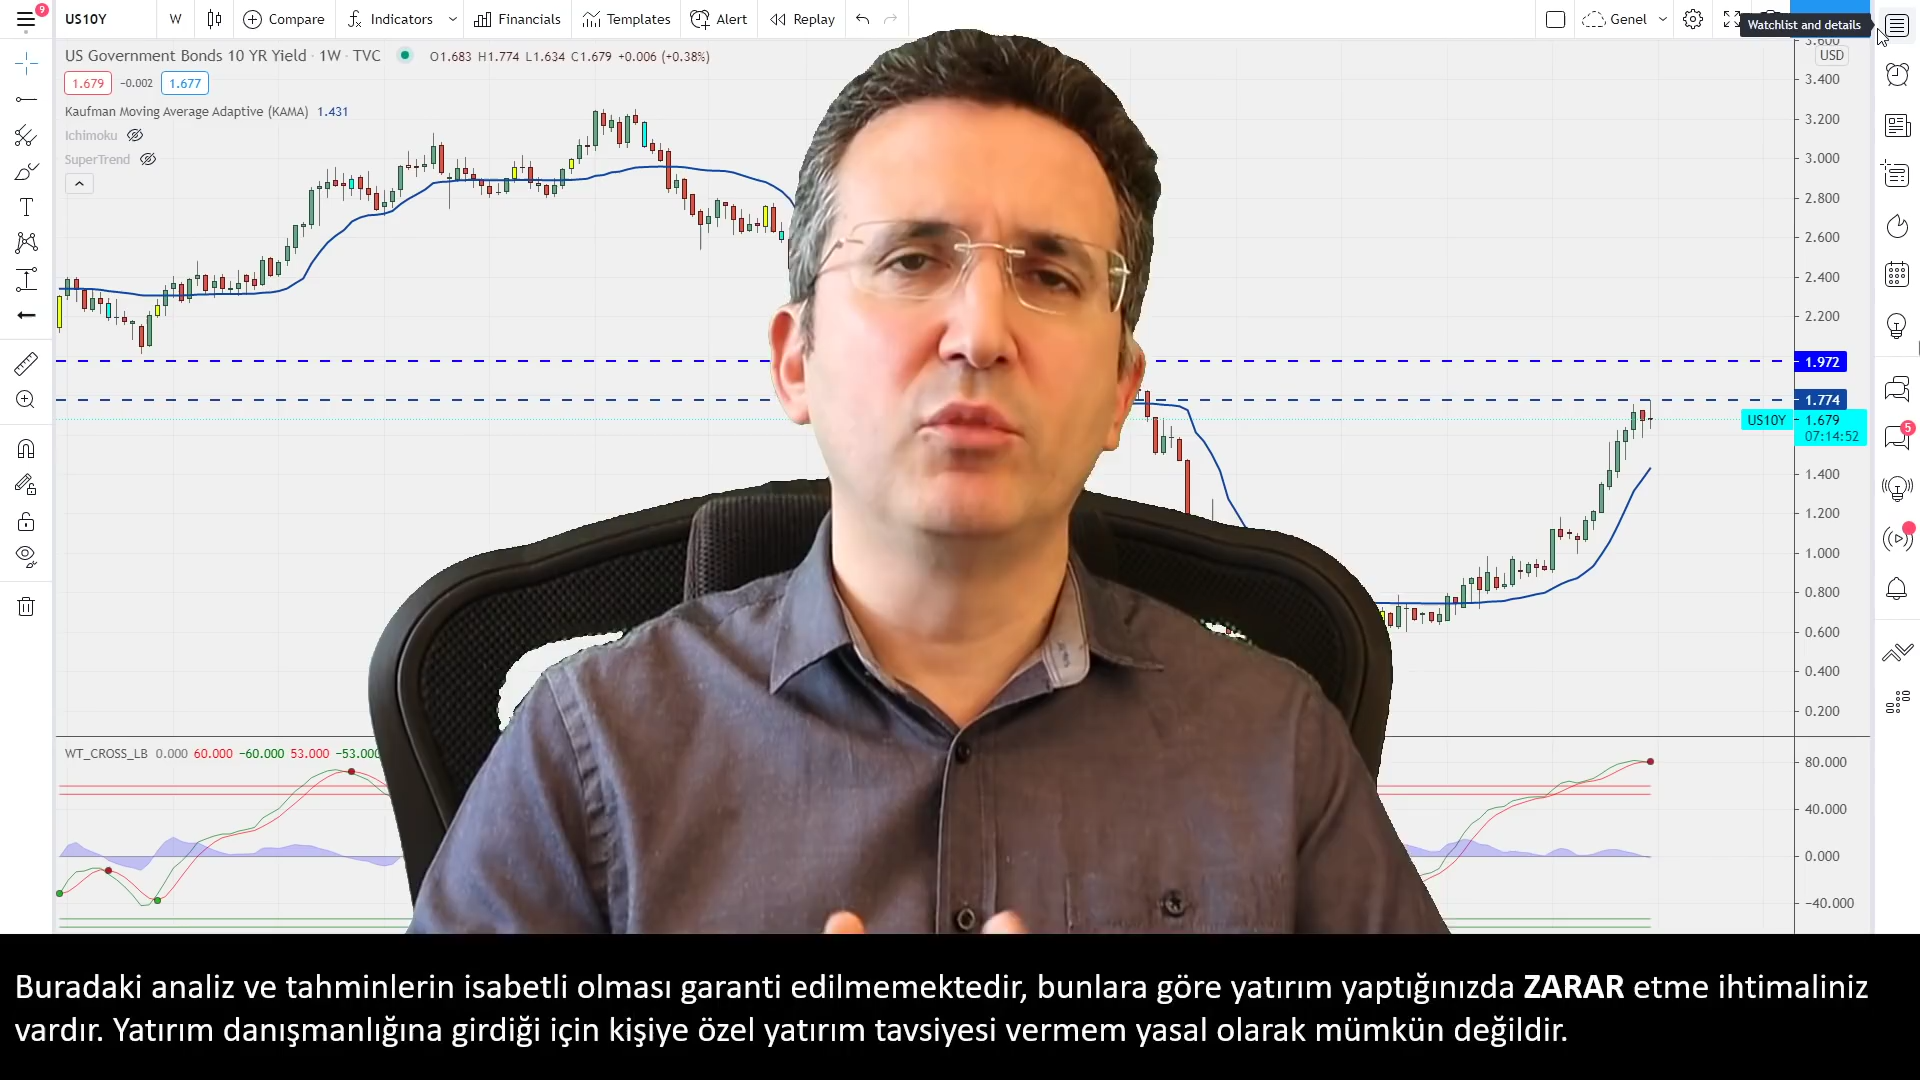 9
US10Y W Compare Indicators Financials Templates Alert Replay Genel
Watchlist and details
US Government Bonds 10 YR Yield · 1W · TVC O1.683 H1.774 L1.634 C1.679 +0.006 (+0.38%)
1.679 −0.002 1.677
Kaufman Moving Average Adaptive (KAMA) 1.431
Ichimoku
SuperTrend
3.600
USD
3.400
3.200
3.000
2.800
2.600
2.400
2.200
1.972
1.774
US10Y 1.679
07:14:52
5
1.400
1.200
1.000
0.800
0.600
0.400
0.200
WT_CROSS_LB 0.000 60.000 −60.000 53.000 −53.000
80.000
40.000
0.000
−40.000
Buradaki analiz ve tahminlerin isabetli olması garanti edilmemektedir, bunlara göre yatırım yaptığınızda ZARAR etme ihtimaliniz
vardır. Yatırım danışmanlığına girdiği için kişiye özel yatırım tavsiyesi vermem yasal olarak mümkün değildir.